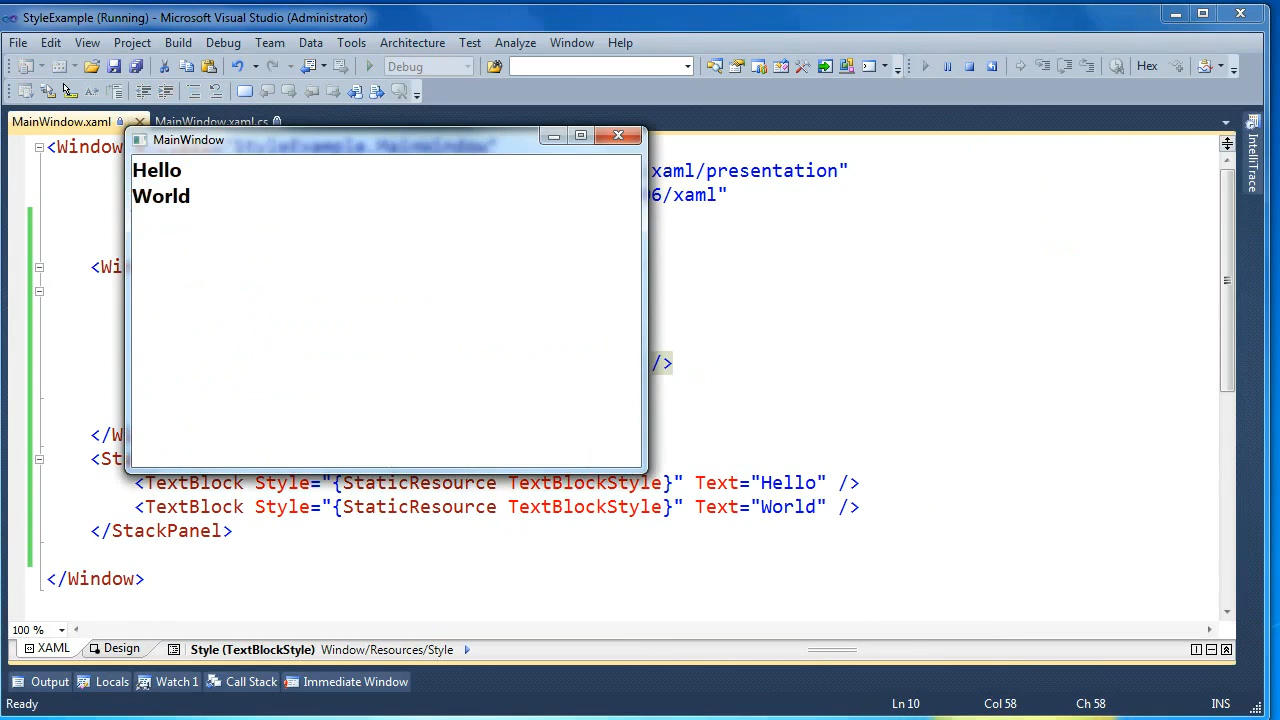 StyleExample (Running) - Microsoft Visual Studio (Administrator)
File Edit View Project Build Debug Team Data Tools Architecture Test Analyze Window Help
Debug Hex
MainWindow.xaml MainWindow.xaml.cs
MainWindow
Hello
World
IntelliTrace
<Window "StyleExample.MainWindow"
xaml/presentation"
6/xaml"
<Wi
/>
</W
<St
<TextBlock Style="{StaticResource TextBlockStyle}" Text="Hello" />
<TextBlock Style="{StaticResource TextBlockStyle}" Text="World" />
</StackPanel>
</Window>
100 %
XAML Design Style (TextBlockStyle) Window/Resources/Style
Output Locals Watch 1 Call Stack Immediate Window
Ready Ln 10 Col 58 Ch 58 INS